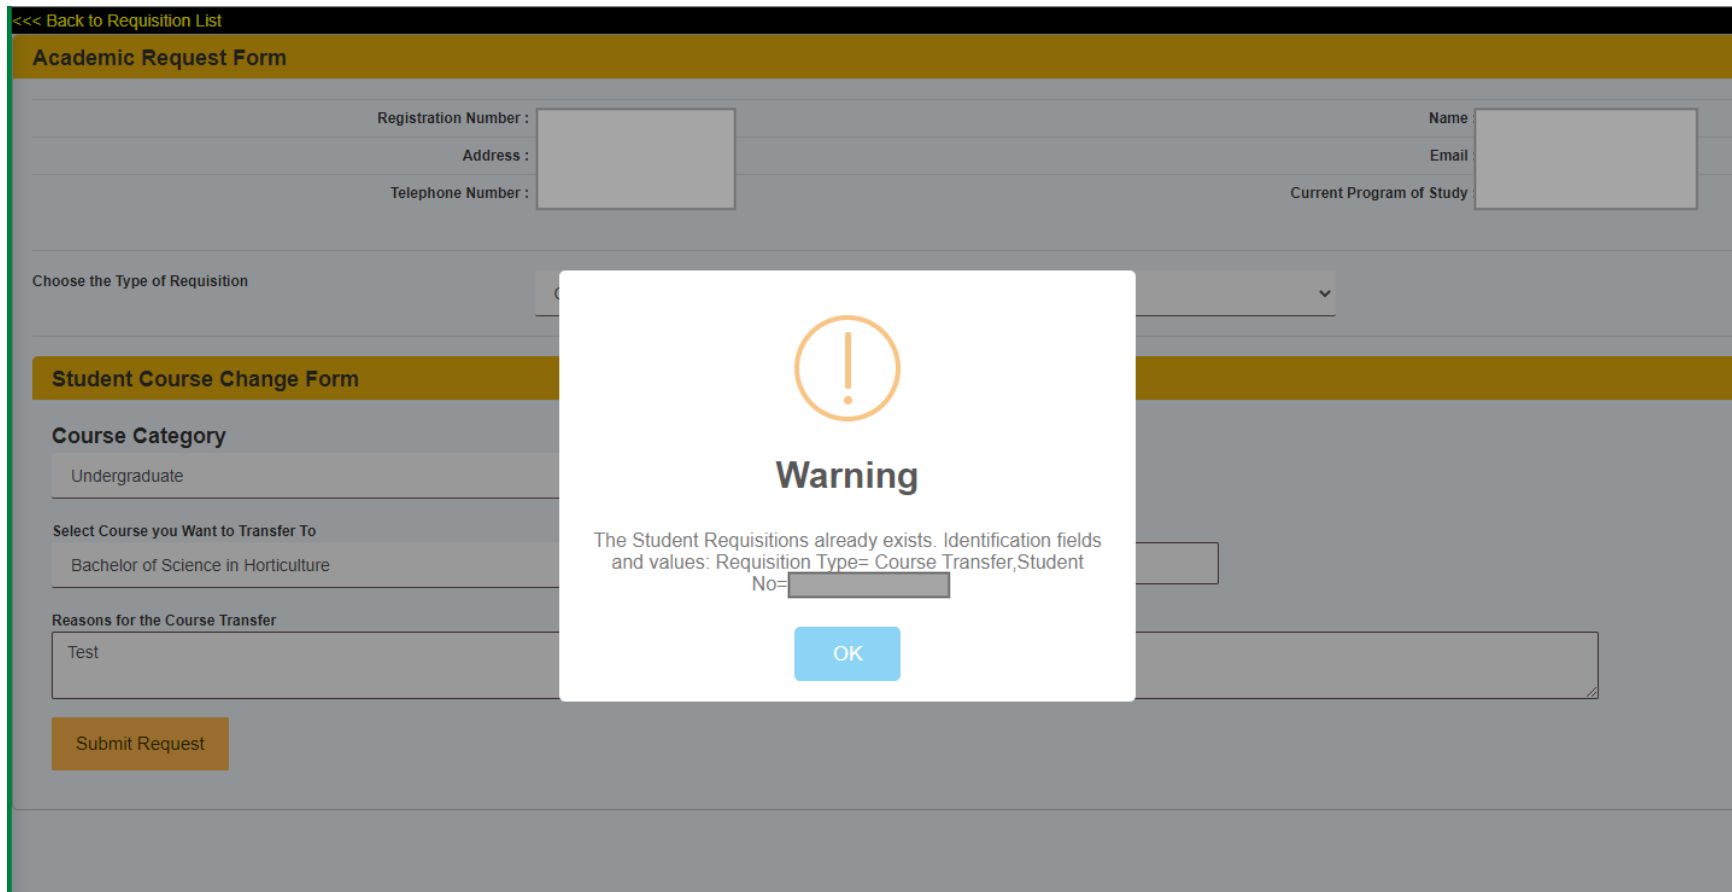 <<< Back to Requisition List
Academic Request Form
Registration Number :
Name :
Address :
Email :
Telephone Number :
Current Program of Study :
Choose the Type of Requisition
Student Course Change Form
Course Category
Undergraduate
Select Course you Want to Transfer To
Bachelor of Science in Horticulture
Reasons for the Course Transfer
Test
Submit Request
Warning
The Student Requisitions already exists. Identification fields
and values: Requisition Type= Course Transfer,Student
No=
OK